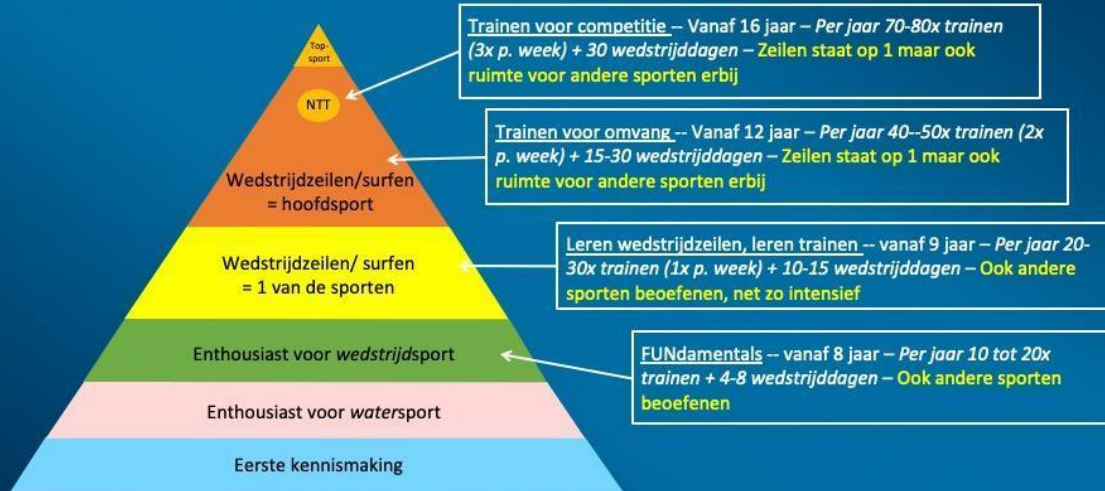 Top-
sport
NTT
Wedstrijdzeilen/surfen
= hoofdsport
Wedstrijdzeilen/ surfen
= 1 van de sporten
Enthousiast voor wedstrijdsport
Enthousiast voor watersport
Eerste kennismaking
Trainen voor competitie -- Vanaf 16 jaar – Per jaar 70-80x trainen
(3x p. week) + 30 wedstrijddagen – Zeilen staat op 1 maar ook
ruimte voor andere sporten erbij
Trainen voor omvang -- Vanaf 12 jaar – Per jaar 40--50x trainen (2x
p. week) + 15-30 wedstrijddagen – Zeilen staat op 1 maar ook
ruimte voor andere sporten erbij
Leren wedstrijdzeilen, leren trainen -- vanaf 9 jaar – Per jaar 20-
30x trainen (1x p. week) + 10-15 wedstrijddagen – Ook andere
sporten beoefenen, net zo intensief
FUNdamentals -- vanaf 8 jaar – Per jaar 10 tot 20x
trainen + 4-8 wedstrijddagen – Ook andere sporten
beoefenen